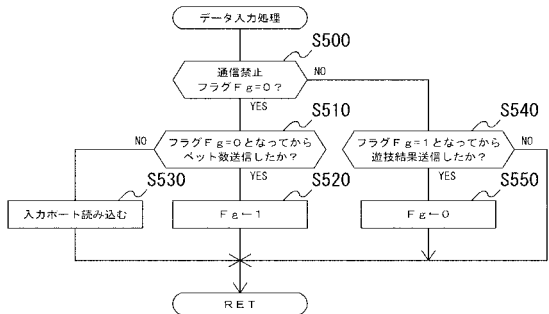 データ入力処理
S500
通信禁止
フラグFg=0?
NO
YES
S510
S540
NO
フラグFg=0となってから
ベット数送信したか?
フラグFg=1となってから
遊技結果送信したか?
NO
YES
YES
S530
S520
S550
入力ポート読み込む
Fg←1
Fg←0
RET